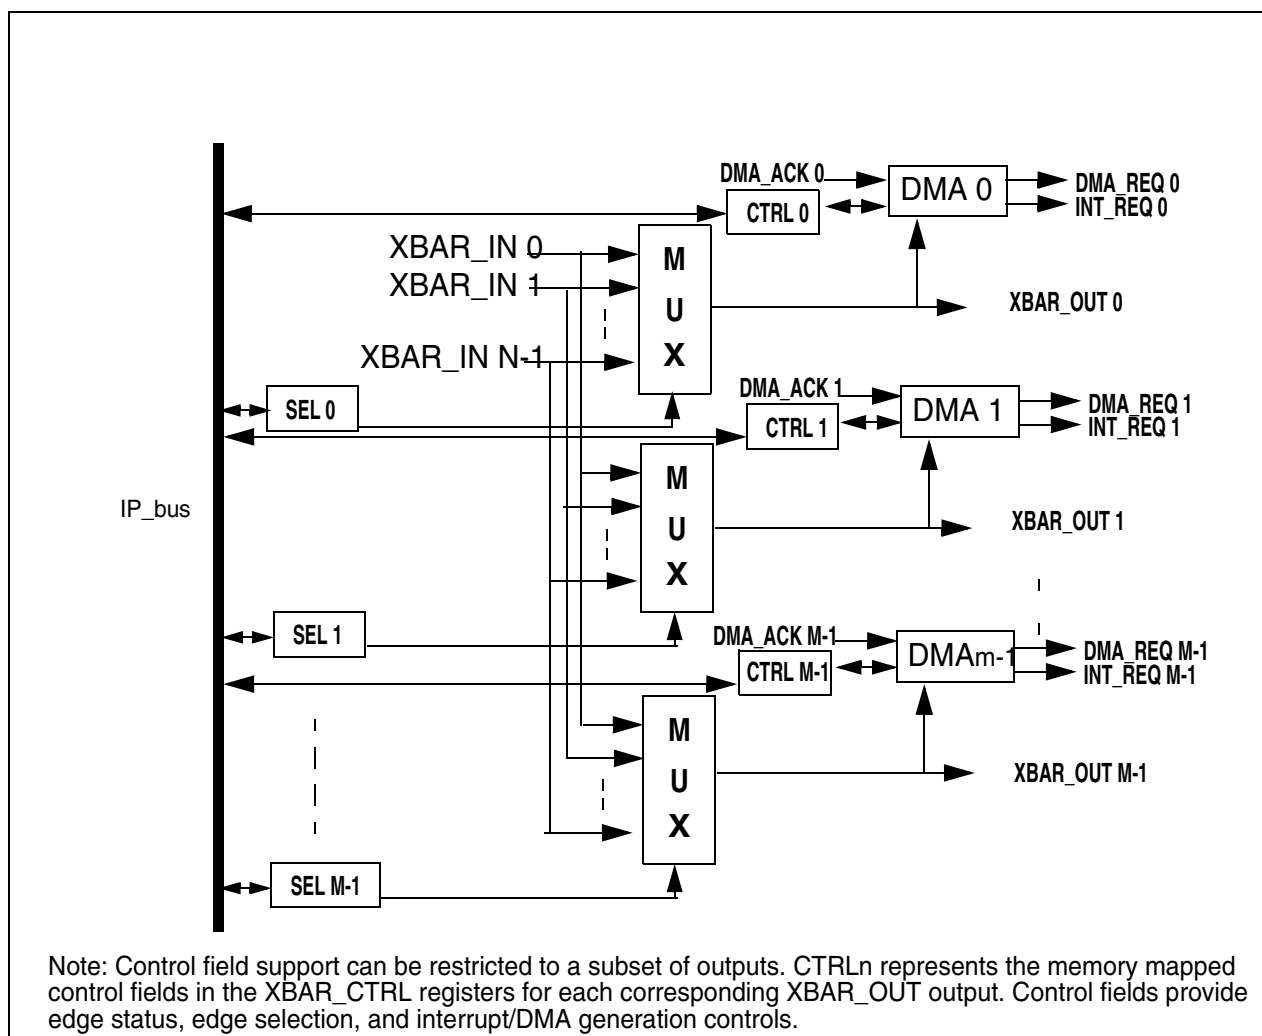 DMA_ACK 0
DMA 0
DMA_REQ 0
CTRL 0
INT_REQ 0
XBAR_IN 0
XBAR_IN 1
XBAR_IN N-1
M
U
X
XBAR_OUT 0
SEL 0
DMA_ACK 1
DMA 1
DMA_REQ 1
CTRL 1
INT_REQ 1
M
U
X
IP_bus
XBAR_OUT 1
SEL 1
DMA_ACK M-1
DMAm-1
DMA_REQ M-1
CTRL M-1
INT_REQ M-1
M
U
X
XBAR_OUT M-1
SEL M-1
Note: Control field support can be restricted to a subset of outputs. CTRLn represents the memory mapped
control fields in the XBAR_CTRL registers for each corresponding XBAR_OUT output. Control fields provide
edge status, edge selection, and interrupt/DMA generation controls.